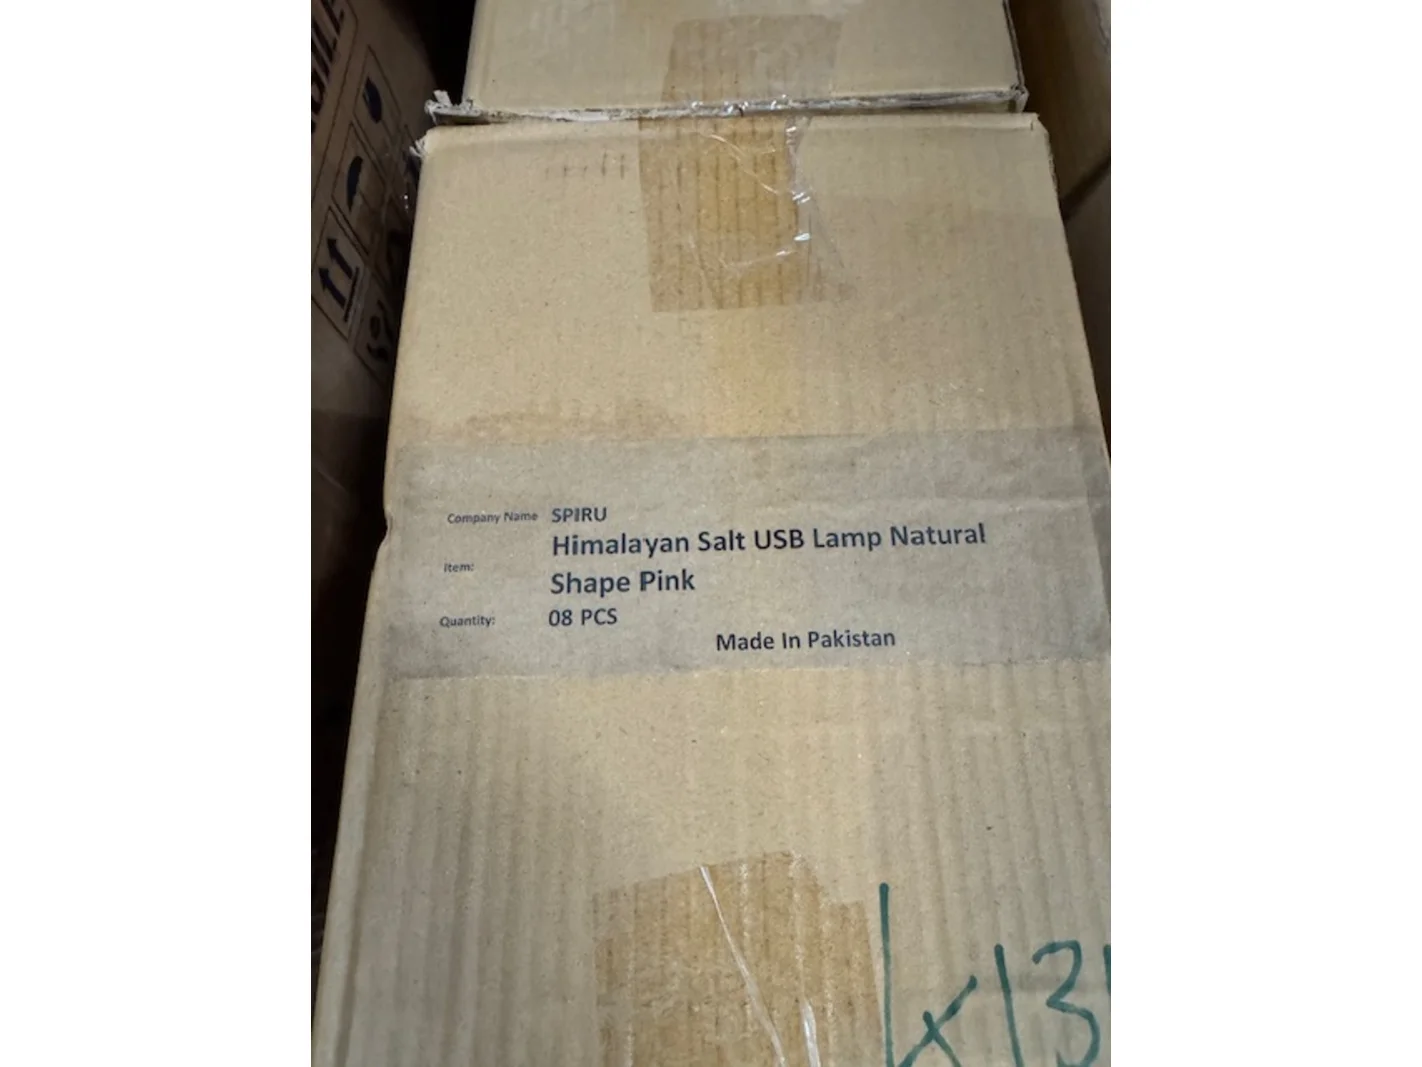 Company Name SPIRU
Item: Himalayan Salt USB Lamp Natural
Shape Pink
Quantity: 08 PCS
Made In Pakistan